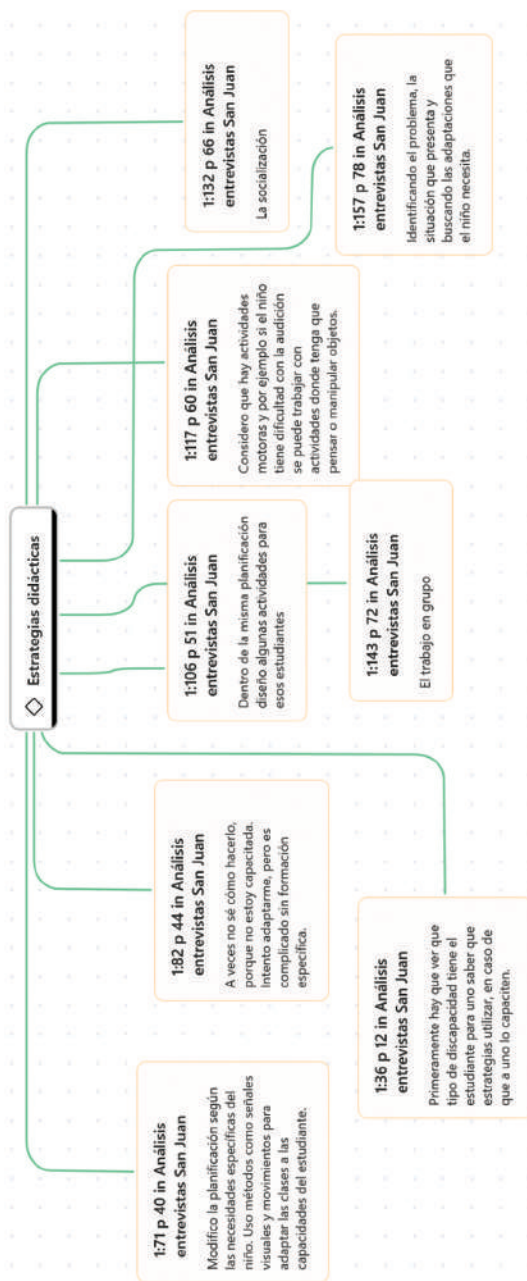 Estrategias didácticas
1:71 p 40 in Análisis
entrevistas San Juan
Modifico la planificación según
las necesidades específicas del
niño. Uso métodos como señales
visuales y movimientos para
adaptar las clases a las
capacidades del estudiante.
1:82 p 44 in Análisis
entrevistas San Juan
A veces no sé cómo hacerlo,
porque no estoy capacitada.
Intento adaptarme, pero es
complicado sin formación
específica.
1:36 p 12 in Análisis
entrevistas San Juan
Primeramente hay que ver que
tipo de discapacidad tiene el
estudiante para uno saber que
estrategias utilizar, en caso de
que a uno lo capaciten.
1:106 p 51 in Análisis
entrevistas San Juan
Dentro de la misma planificación
diseño algunas actividades para
esos estudiantes
1:143 p 72 in Análisis
entrevistas San Juan
El trabajo en grupo
1:117 p 60 in Análisis
entrevistas San Juan
Considero que hay actividades
motoras y por ejemplo si el niño
tiene dificultad con la audición
se puede trabajar con
actividades donde tenga que
pensar o manipular objetos.
1:132 p 66 in Análisis
entrevistas San Juan
La socialización
1:157 p 78 in Análisis
entrevistas San Juan
Identificando el problema, la
situación que presenta y
buscando las adaptaciones que
el niño necesita.